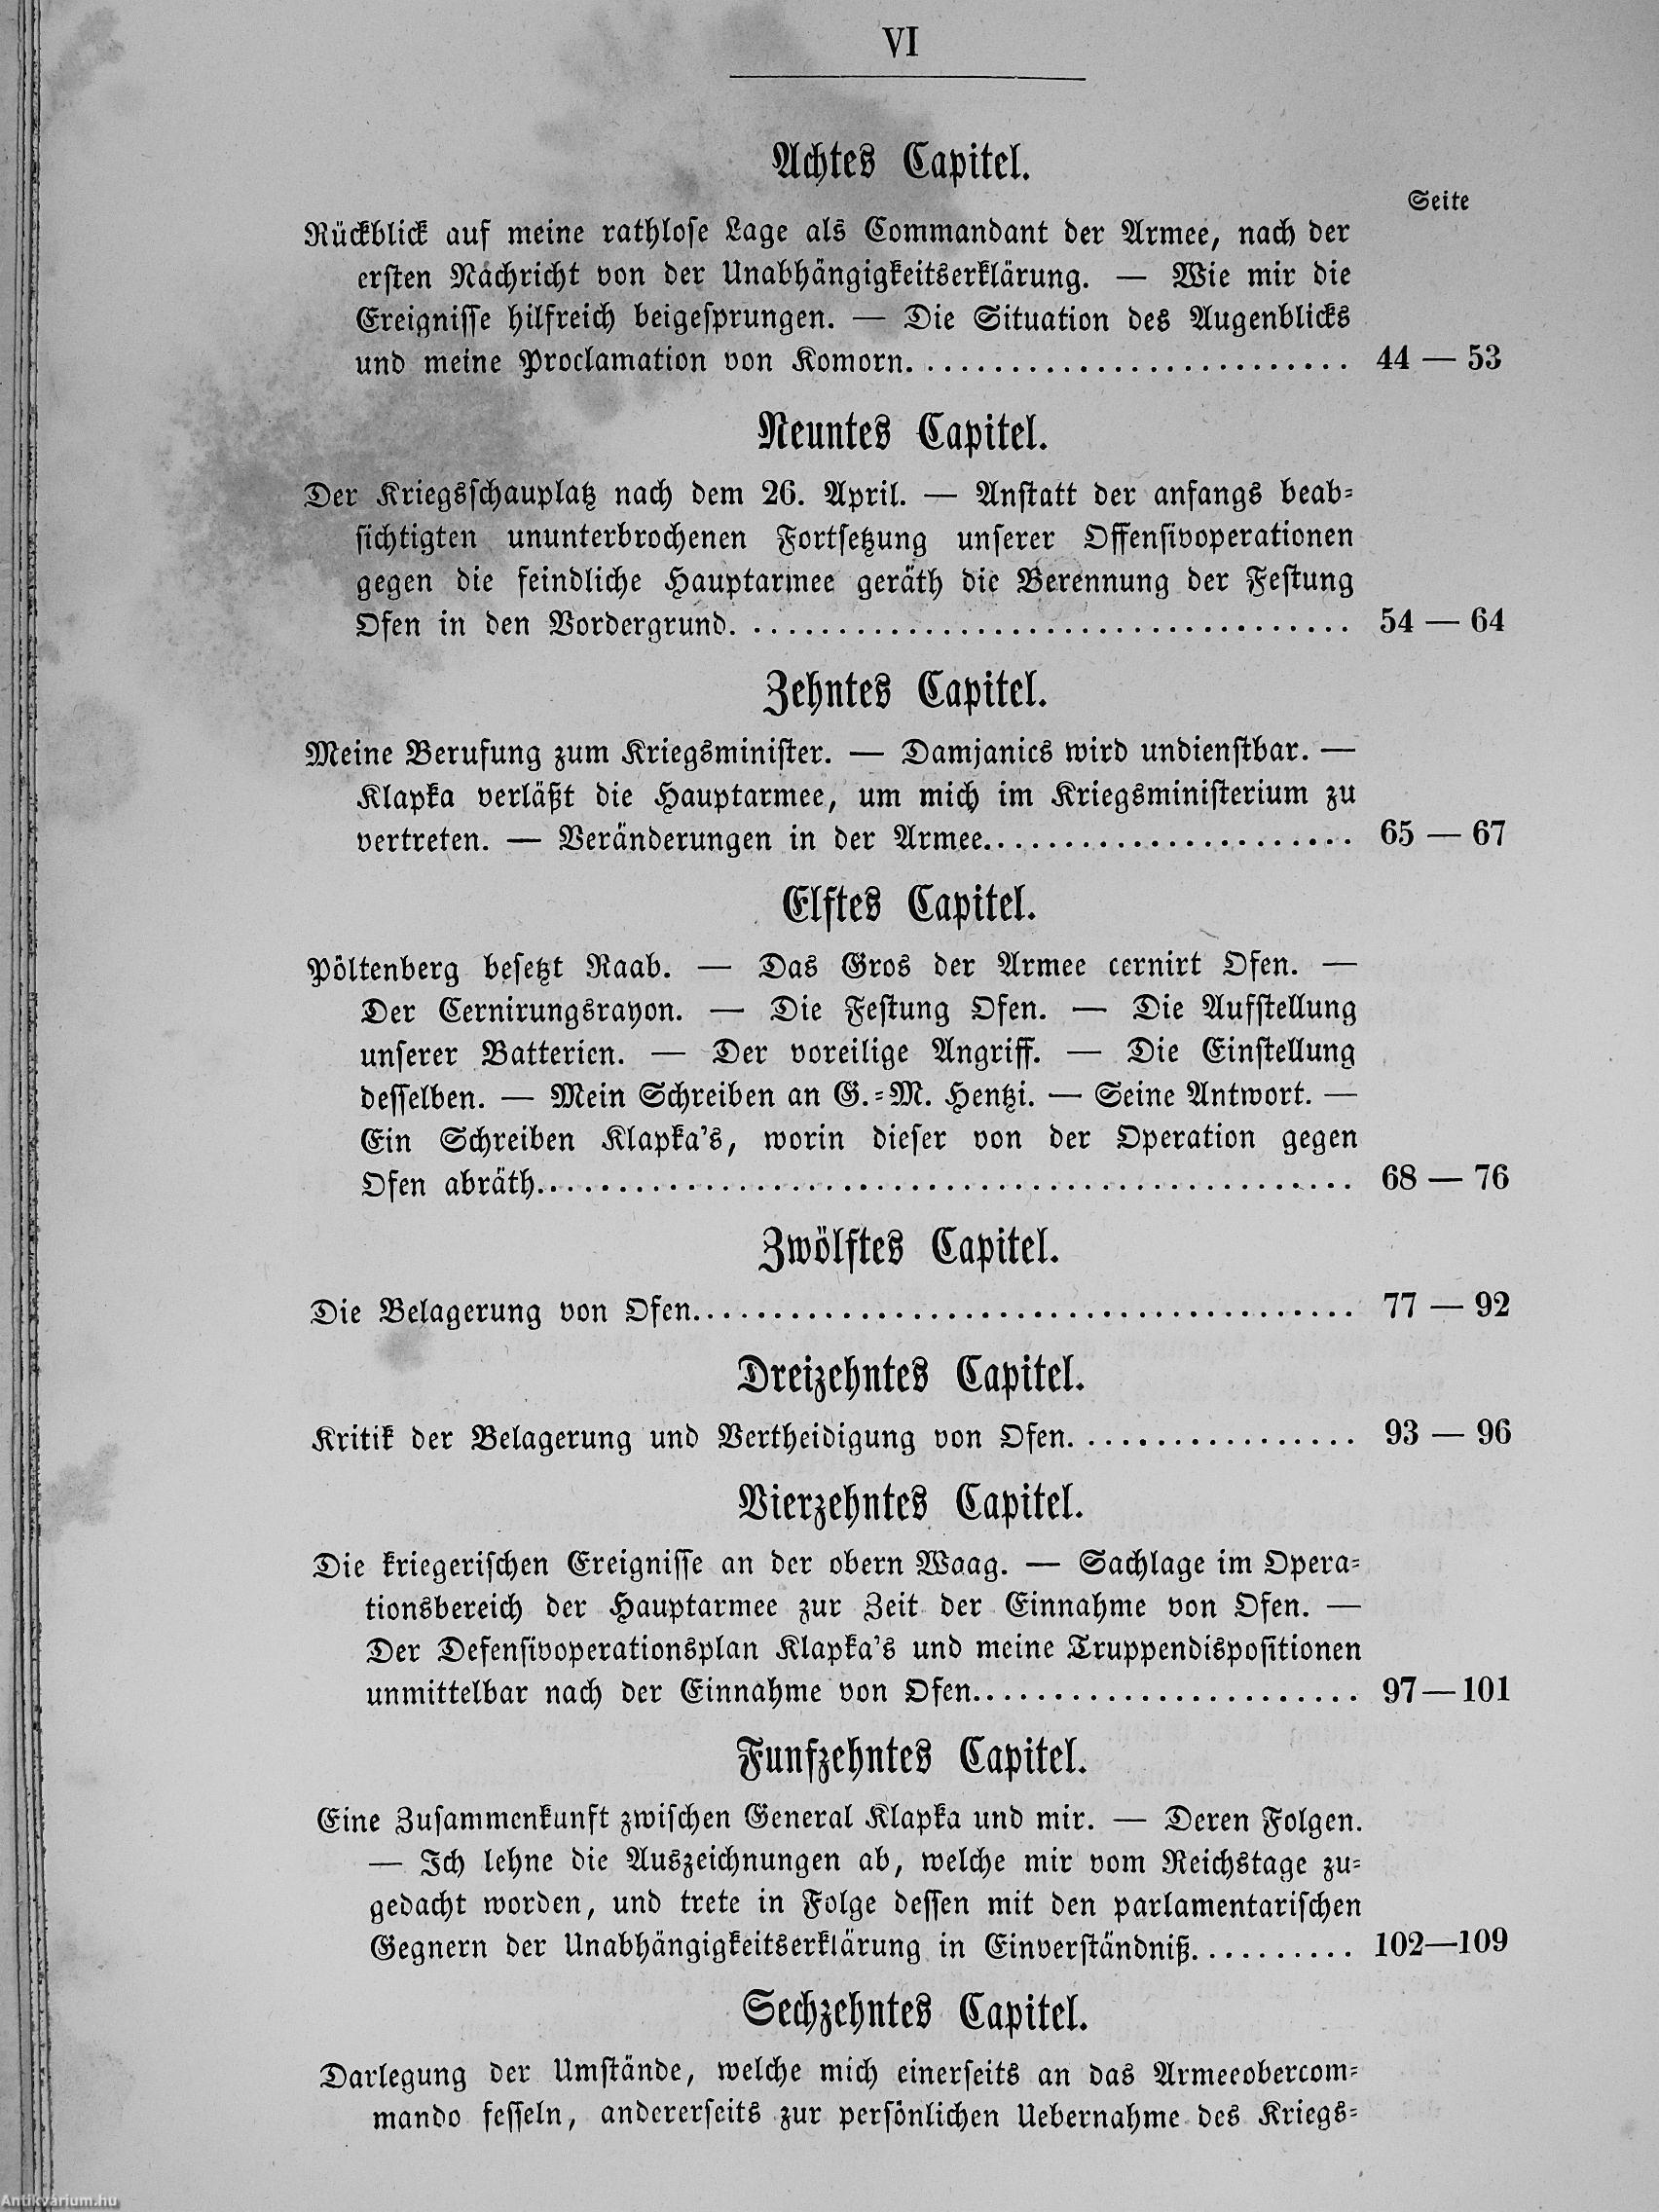 VI
Achtes Capitel.
Seite
Rückblick auf meine rathlose Lage als Commandant der Armee, nach der
ersten Nachricht von der Unabhängigkeitserklärung. — Wie mir die
Ereignisse hilfreich beigesprungen. — Die Situation des Augenblicks
und meine Proclamation von Komorn. . . . . . . . . . . . . . . . . . . . . . . . . . . 44 — 53
Neuntes Capitel.
Der Kriegsschauplatz nach dem 26. April. — Anstatt der anfangs beab-
sichtigten ununterbrochenen Fortsetzung unserer Offensivoperationen
gegen die feindliche Hauptarmee geräth die Berennung der Festung
Ofen in den Vordergrund. . . . . . . . . . . . . . . . . . . . . . . . . . . . . . . . . . . . . 54 — 64
Zehntes Capitel.
Meine Berufung zum Kriegsminister. — Damjanics wird undienstbar. —
Klapka verläßt die Hauptarmee, um mich im Kriegsministerium zu
vertreten. — Veränderungen in der Armee. . . . . . . . . . . . . . . . . . . . . . . 65 — 67
Elftes Capitel.
Pöltenberg besetzt Raab. — Das Gros der Armee cernirt Ofen. —
Der Cernirungsrayon. — Die Festung Ofen. — Die Aufstellung
unserer Batterien. — Der voreilige Angriff. — Die Einstellung
desselben. — Mein Schreiben an G.-M. Hentzi. — Seine Antwort. —
Ein Schreiben Klapka's, worin dieser von der Operation gegen
Ofen abräth. . . . . . . . . . . . . . . . . . . . . . . . . . . . . . . . . . . . . . . . . . . . . . . . . 68 — 76
Zwölftes Capitel.
Die Belagerung von Ofen. . . . . . . . . . . . . . . . . . . . . . . . . . . . . . . . . . . . . . . 77 — 92
Dreizehntes Capitel.
Kritik der Belagerung und Vertheidigung von Ofen. . . . . . . . . . . . . . . . . 93 — 96
Vierzehntes Capitel.
Die kriegerischen Ereignisse an der obern Waag. — Sachlage im Opera-
tionsbereich der Hauptarmee zur Zeit der Einnahme von Ofen. —
Der Defensivoperationsplan Klapka's und meine Truppendispositionen
unmittelbar nach der Einnahme von Ofen. . . . . . . . . . . . . . . . . . . . . . . 97—101
Funfzehntes Capitel.
Eine Zusammenkunft zwischen General Klapka und mir. — Deren Folgen.
— Ich lehne die Auszeichnungen ab, welche mir vom Reichstage zu-
gedacht worden, und trete in Folge dessen mit den parlamentarischen
Gegnern der Unabhängigkeitserklärung in Einverständniß. . . . . . . . . . 102—109
Sechzehntes Capitel.
Darlegung der Umstände, welche mich einerseits an das Armeeobercom-
mando fesseln, andererseits zur persönlichen Uebernahme des Kriegs-
Antikvárium.hu